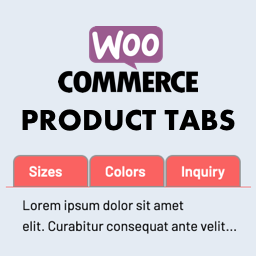 WOO
COMMERCE
PRODUCT TABS
Sizes Colors Inquiry
Lorem ipsum dolor sit amet
elit. Curabitur consequat ante velit...